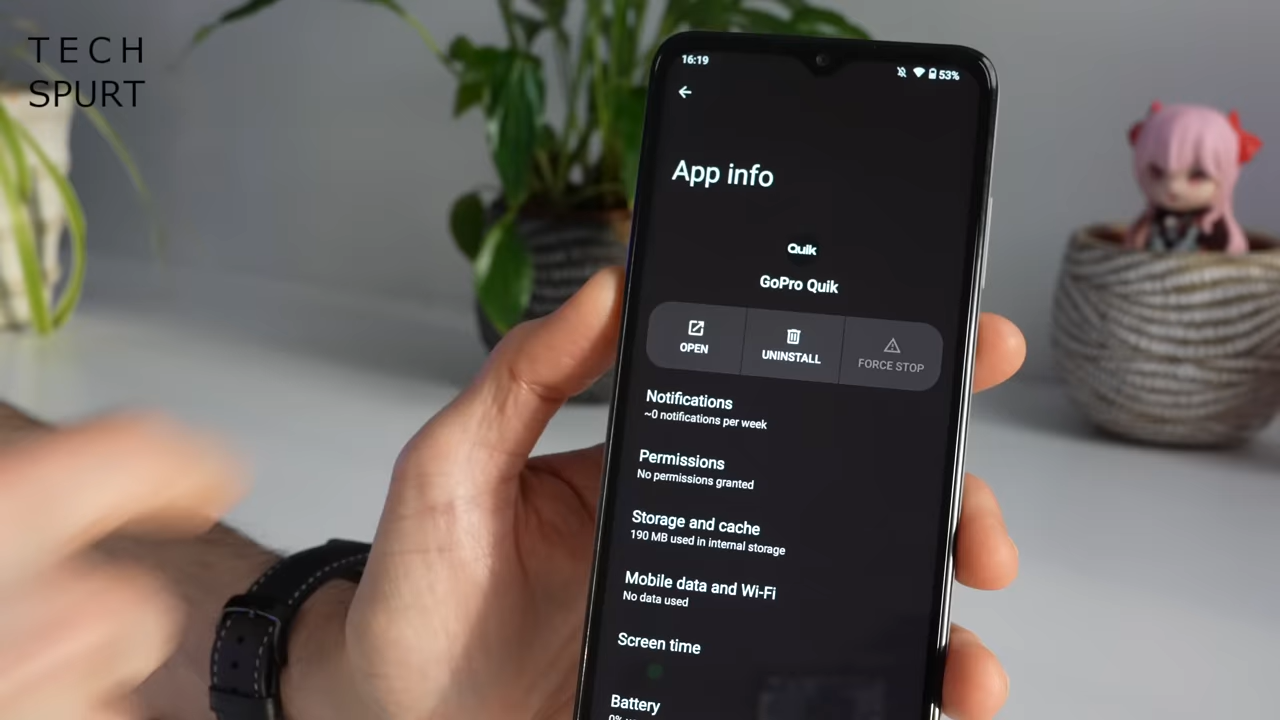 TECH
SPURT
16:19
53%
App info
Quik
GoPro Quik
OPEN
UNINSTALL
FORCE STOP
Notifications
~0 notifications per week
Permissions
No permissions granted
Storage and cache
190 MB used in internal storage
Mobile data and Wi-Fi
No data used
Screen time
Battery